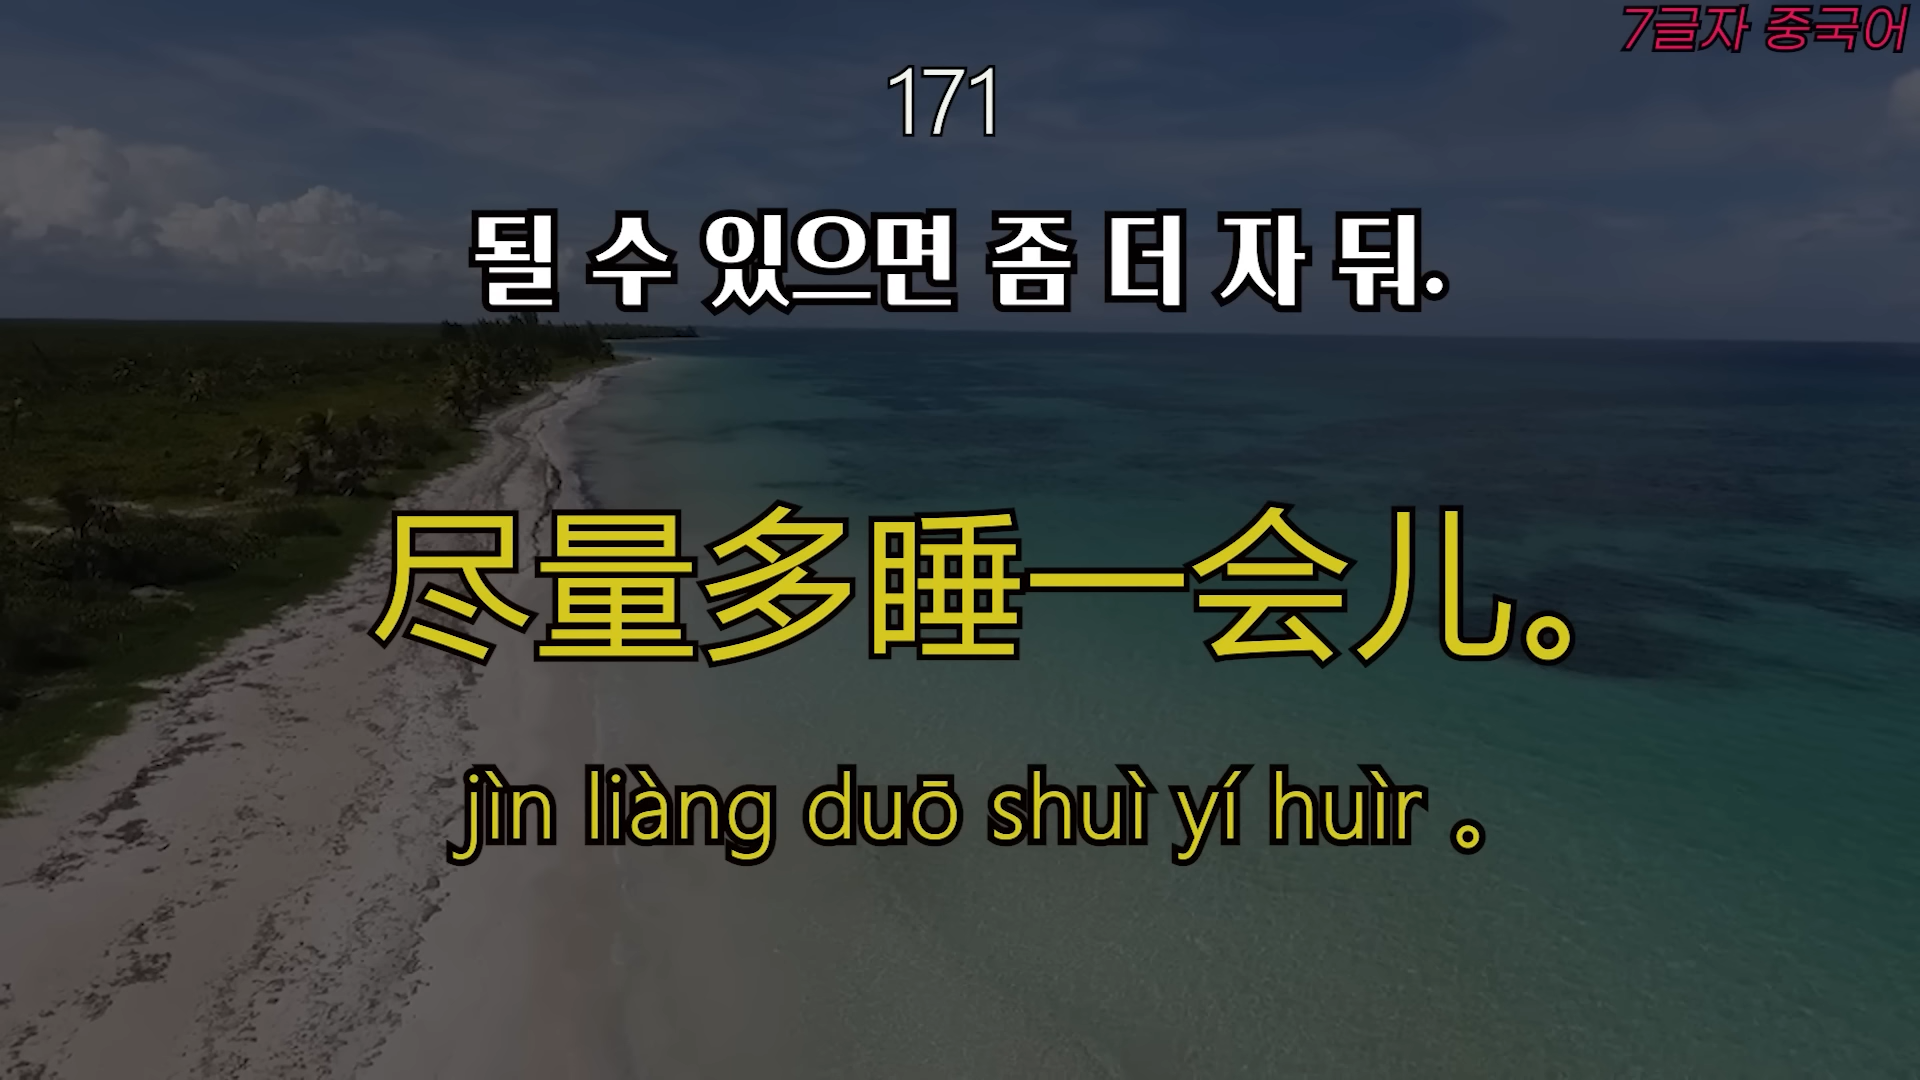 7글자 중국어
171
될 수 있으면 좀 더 자 둬.
尽量多睡一会儿。
jìn liàng duō shuì yí huìr 。